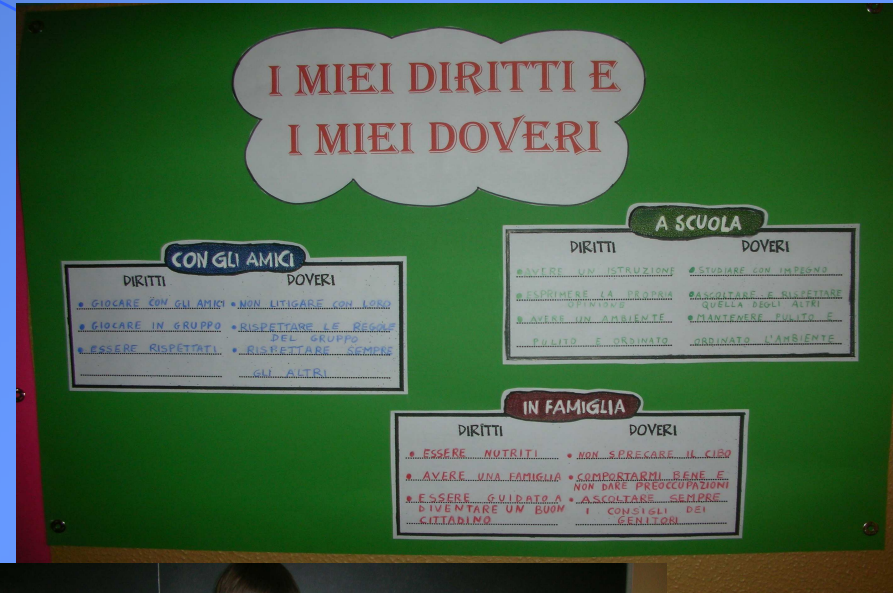 I MIEI DIRITTI E
I MIEI DOVERI
CON GLI AMICI
DIRITTI
• GIOCARE CON GLI AMICI
• GIOCARE IN GRUPPO
• ESSERE RISPETTATI
DOVERI
• NON LITIGARE CON LORO
• RISPETTARE LE REGOLE
DEL GRUPPO
• RISPETTARE SEMPRE
GLI ALTRI
A SCUOLA
DIRITTI
• AVERE UN ISTRUZIONE
• ESPRIMERE LA PROPRIA
OPINIONE
• AVERE UN AMBIENTE
PULITO E ORDINATO
DOVERI
• STUDIARE CON IMPEGNO
• ASCOLTARE E RISPETTARE
QUELLA DEGLI ALTRI
• MANTENERE PULITO E
ORDINATO L'AMBIENTE
IN FAMIGLIA
DIRITTI
• ESSERE NUTRITI
• AVERE UNA FAMIGLIA
• ESSERE GUIDATO A
DIVENTARE UN BUON
CITTADINO
DOVERI
• NON SPRECARE IL CIBO
• COMPORTARMI BENE E
NON DARE PREOCCUPAZIONI
• ASCOLTARE SEMPRE
I CONSIGLI DEI
GENITORI